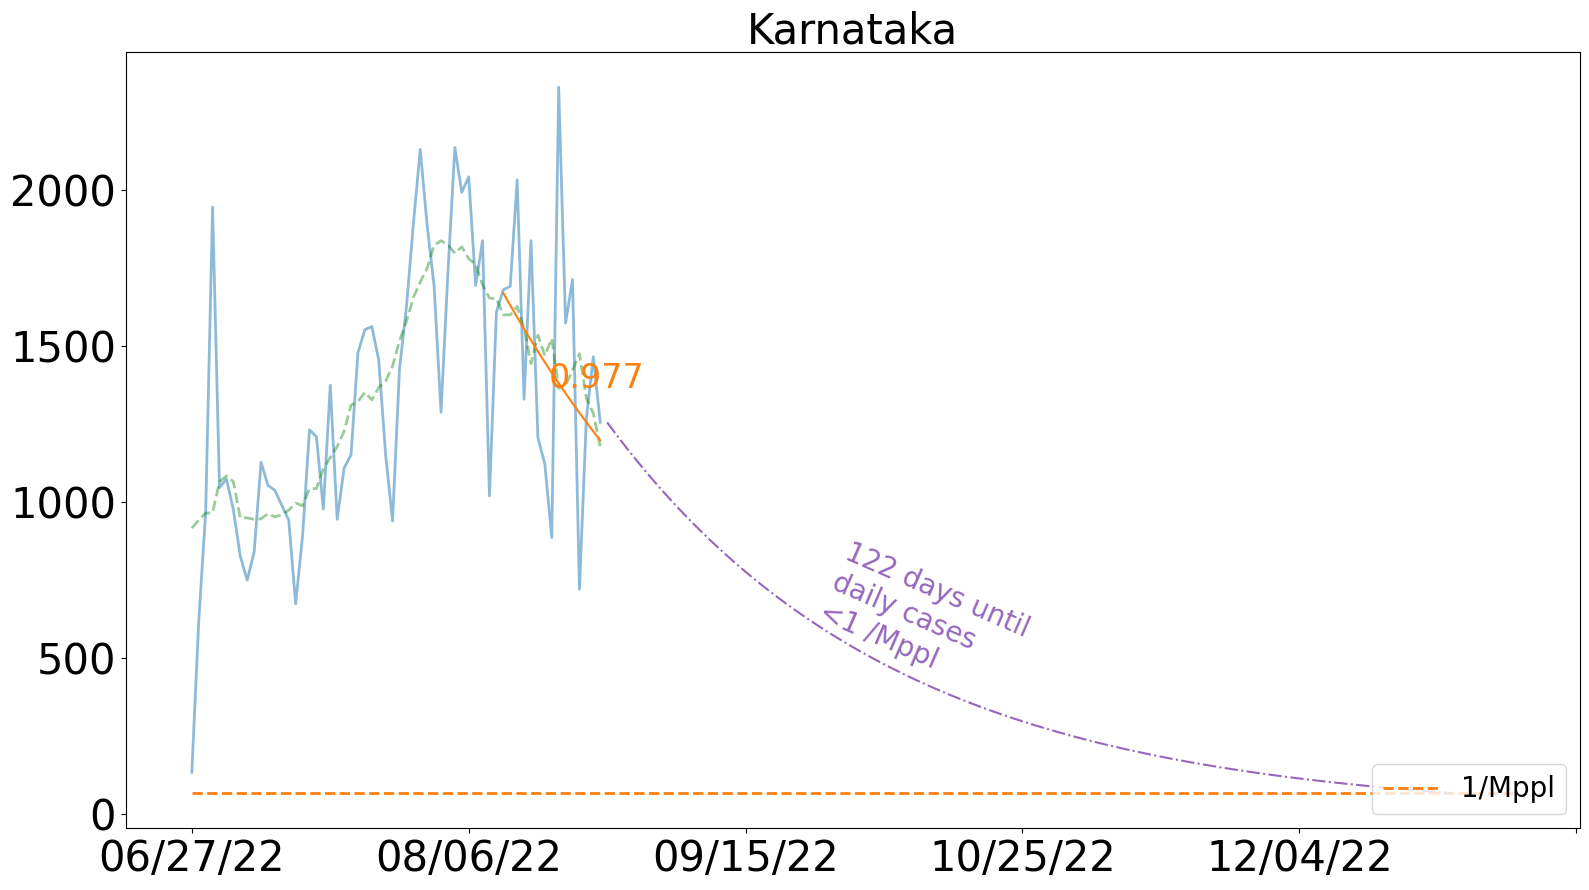 Karnataka
2000
1500
1000
500
0
0.977
122 days until
daily cases
<1 /Mppl
1/Mppl
06/27/22
08/06/22
09/15/22
10/25/22
12/04/22